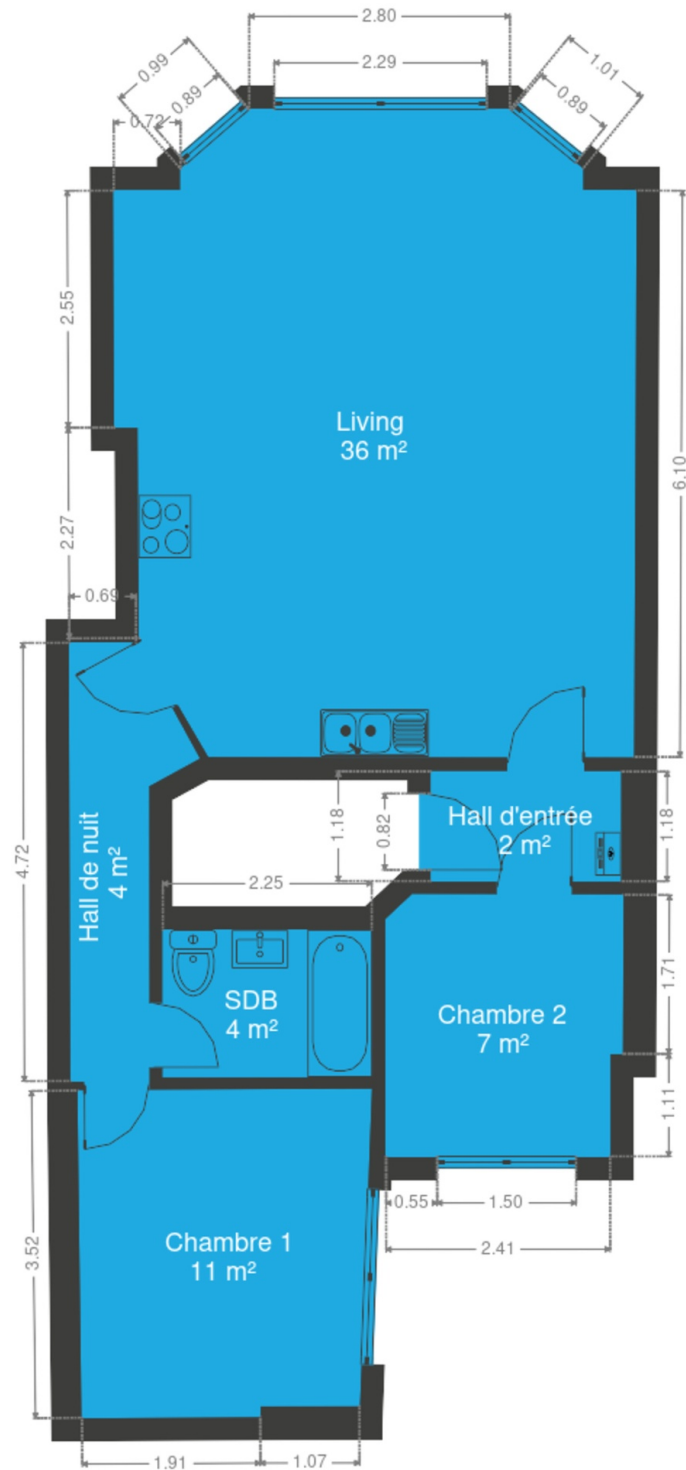 2.80
2.29
0.99
0.89
1.01
0.89
0.72
2.55
Living
36 m²
6.10
2.27
0.69
4.72
Hall de nuit
4 m²
1.18
0.82
Hall d'entrée
2 m²
1.18
2.25
SDB
4 m²
1.71
Chambre 2
7 m²
1.11
0.55
1.50
2.41
3.52
Chambre 1
11 m²
1.91
1.07